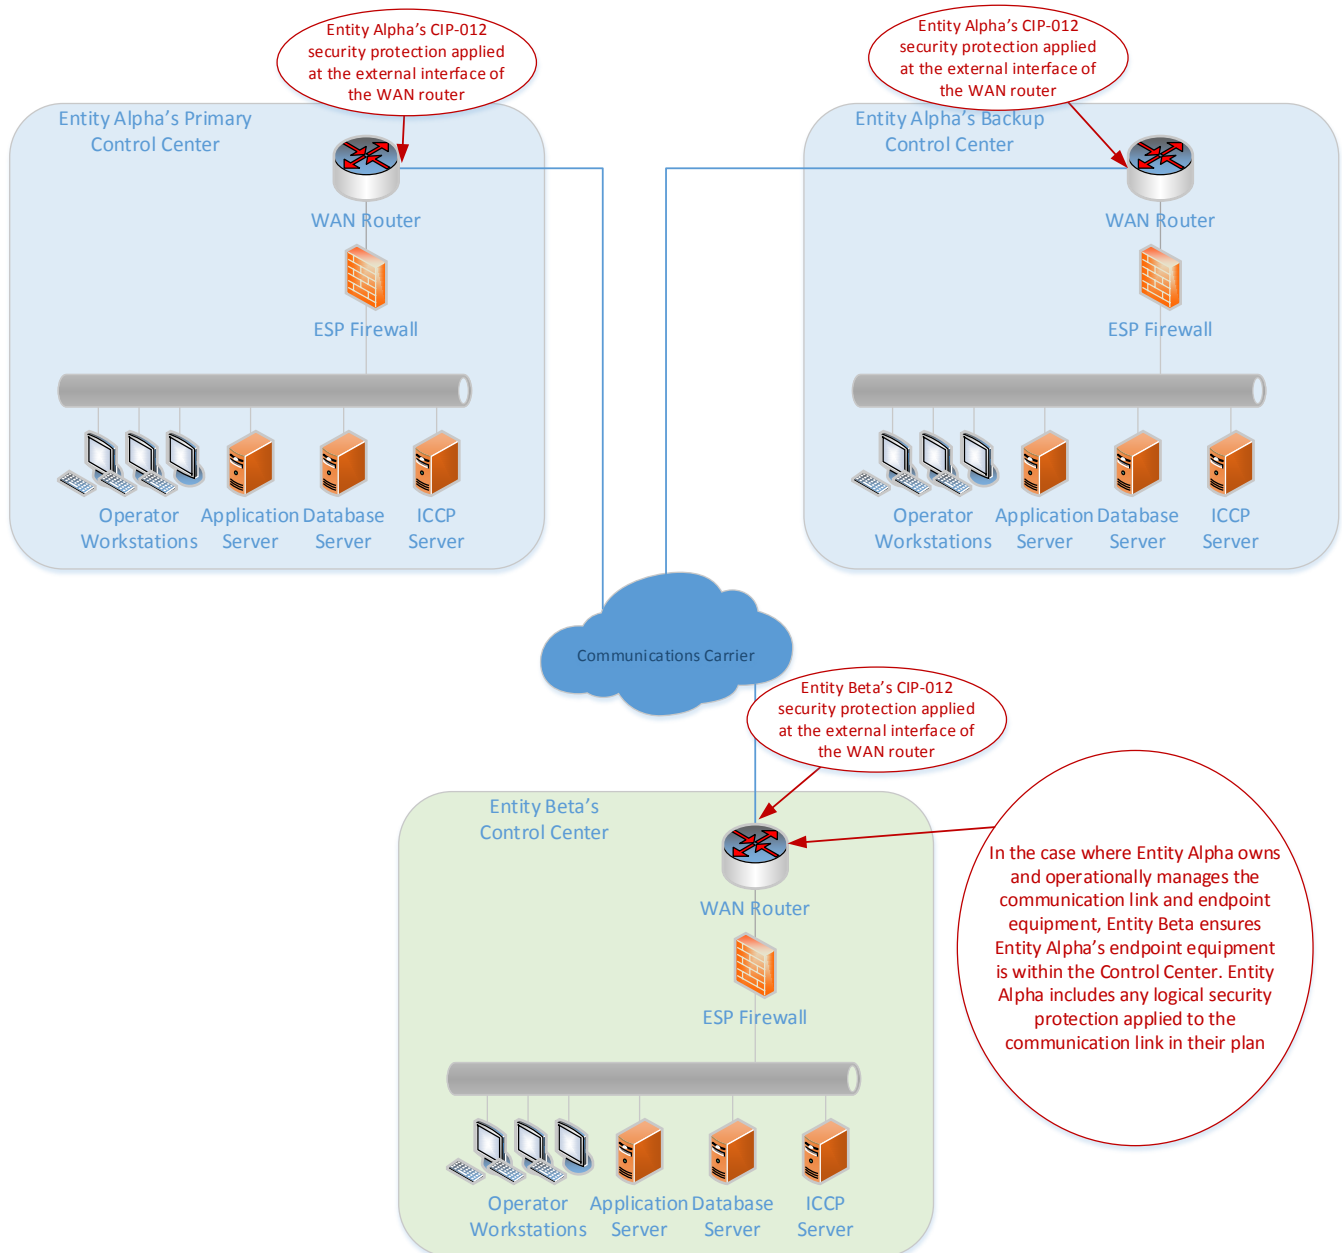 Entity Alpha's CIP-012
security protection applied
at the external interface of
the WAN router
Entity Alpha's CIP-012
security protection applied
at the external interface of
the WAN router
Entity Alpha's Primary
Control Center
WAN Router
ESP Firewall
Operator
Workstations
Application
Server
Database
Server
ICCP
Server
Entity Alpha's Backup
Control Center
WAN Router
ESP Firewall
Operator
Workstations
Application
Server
Database
Server
ICCP
Server
Communications Carrier
Entity Beta's CIP-012
security protection applied
at the external interface of
the WAN router
Entity Beta's
Control Center
WAN Router
ESP Firewall
Operator
Workstations
Application
Server
Database
Server
ICCP
Server
In the case where Entity Alpha owns
and operationally manages the
communication link and endpoint
equipment, Entity Beta ensures
Entity Alpha's endpoint equipment
is within the Control Center. Entity
Alpha includes any logical security
protection applied to the
communication link in their plan